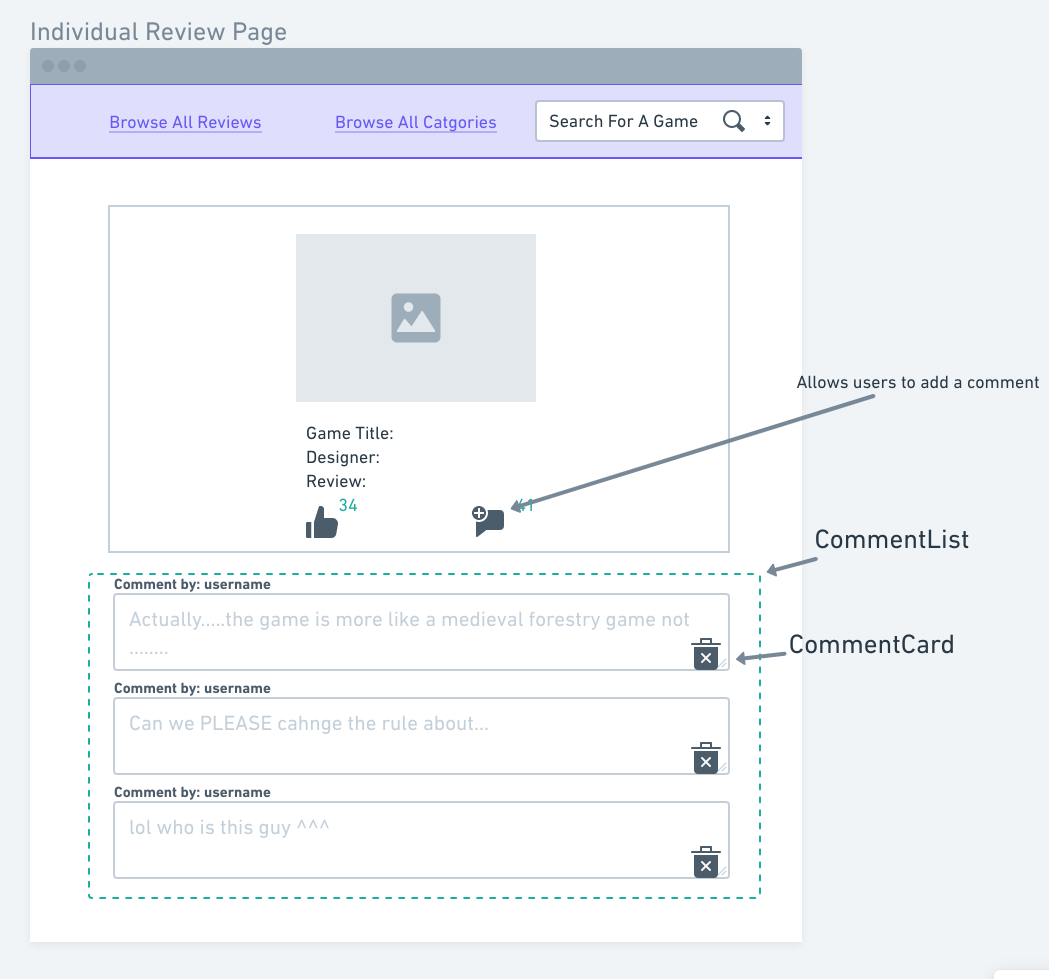 Individual Review Page
Browse All Reviews
Browse All Catgories
Search For A Game
Allows users to add a comment
Game Title:
Designer:
Review:
34
41
CommentList
Comment by: username
Actually.....the game is more like a medieval forestry game not
........
CommentCard
Comment by: username
Can we PLEASE cahnge the rule about...
Comment by: username
lol who is this guy ^^^